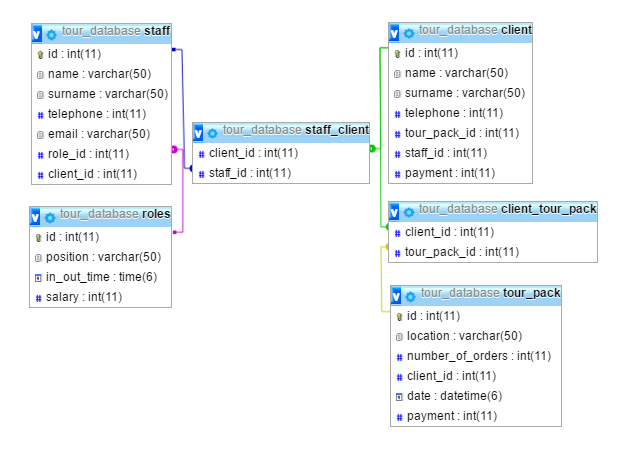 tour_database staff
id : int(11)
name : varchar(50)
surname : varchar(50)
telephone : int(11)
email : varchar(50)
role_id : int(11)
client_id : int(11)
tour_database roles
id : int(11)
position : varchar(50)
in_out_time : time(6)
salary : int(11)
tour_database staff_client
client_id : int(11)
staff_id : int(11)
tour_database client
id : int(11)
name : varchar(50)
surname : varchar(50)
telephone : int(11)
tour_pack_id : int(11)
staff_id : int(11)
payment : int(11)
tour_database client_tour_pack
client_id : int(11)
tour_pack_id : int(11)
tour_database tour_pack
id : int(11)
location : varchar(50)
number_of_orders : int(11)
client_id : int(11)
date : datetime(6)
payment : int(11)